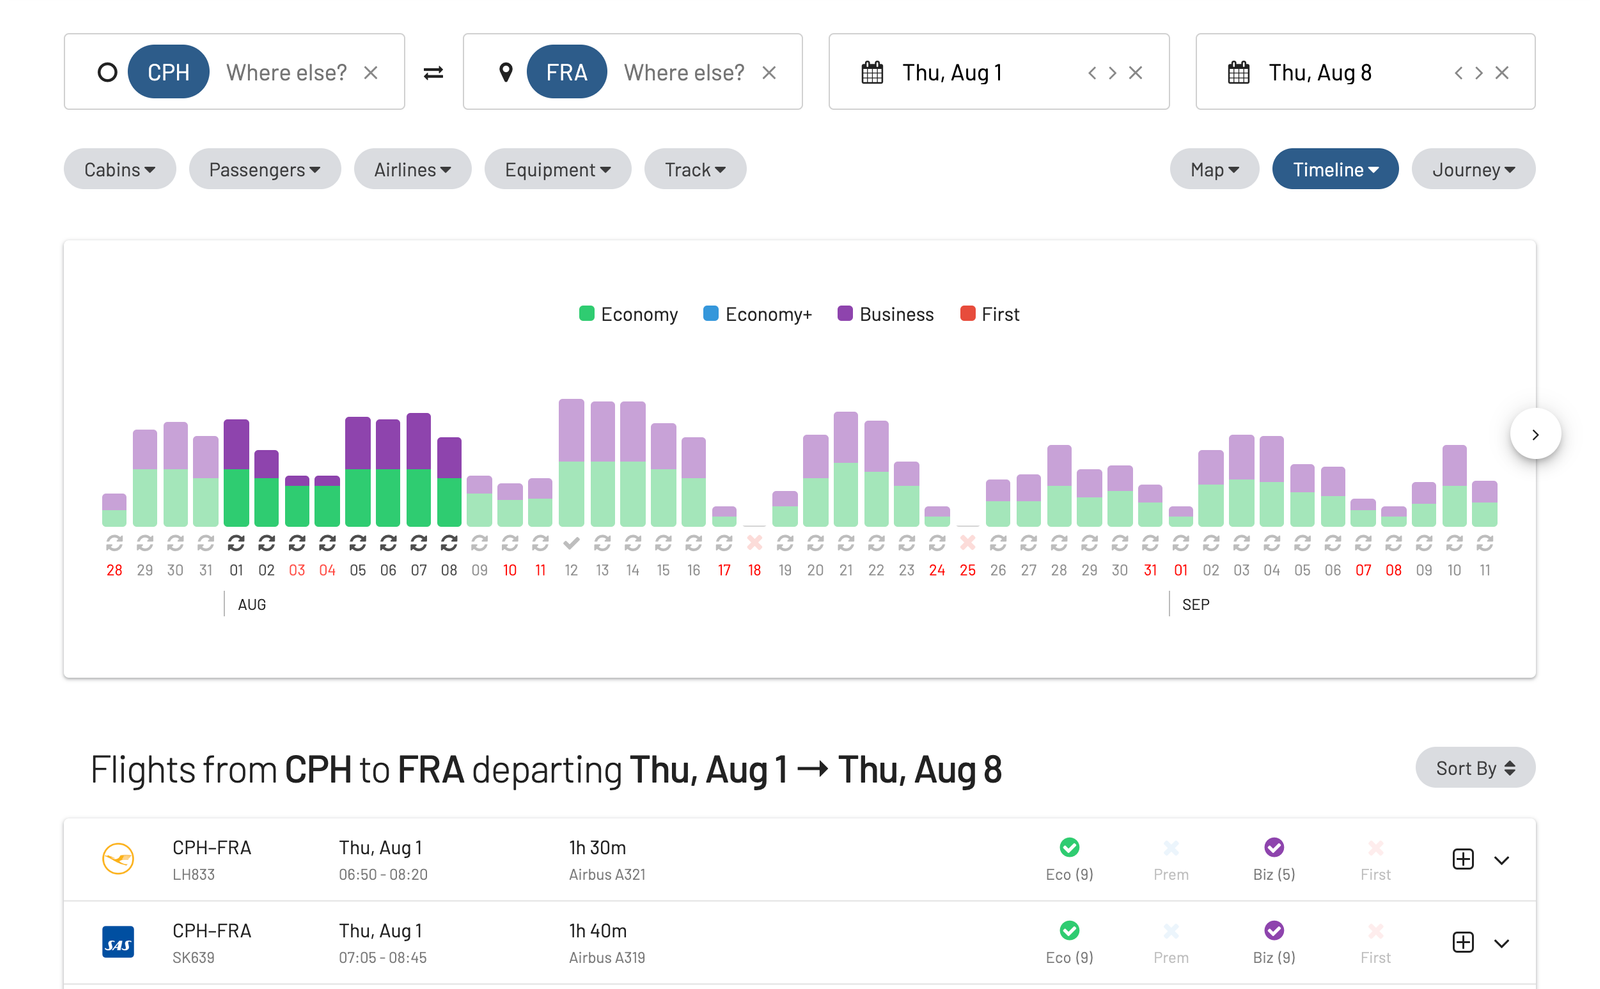 CPH Where else? FRA Where else? Thu, Aug 1 Thu, Aug 8
Cabins Passengers Airlines Equipment Track Map Timeline Journey
Economy Economy+ Business First
28 29 30 31 01 02 03 04 05 06 07 08 09 10 11 12 13 14 15 16 17 18 19 20 21 22 23 24 25 26 27 28 29 30 31 01 02 03 04 05 06 07 08 09 10 11
AUG SEP
Flights from CPH to FRA departing Thu, Aug 1 → Thu, Aug 8 Sort By
CPH–FRA Thu, Aug 1 1h 30m
LH833 06:50 - 08:20 Airbus A321 Eco (9) Prem Biz (5) First
CPH–FRA Thu, Aug 1 1h 40m
SAS
SK639 07:05 - 08:45 Airbus A319 Eco (9) Prem Biz (9) First